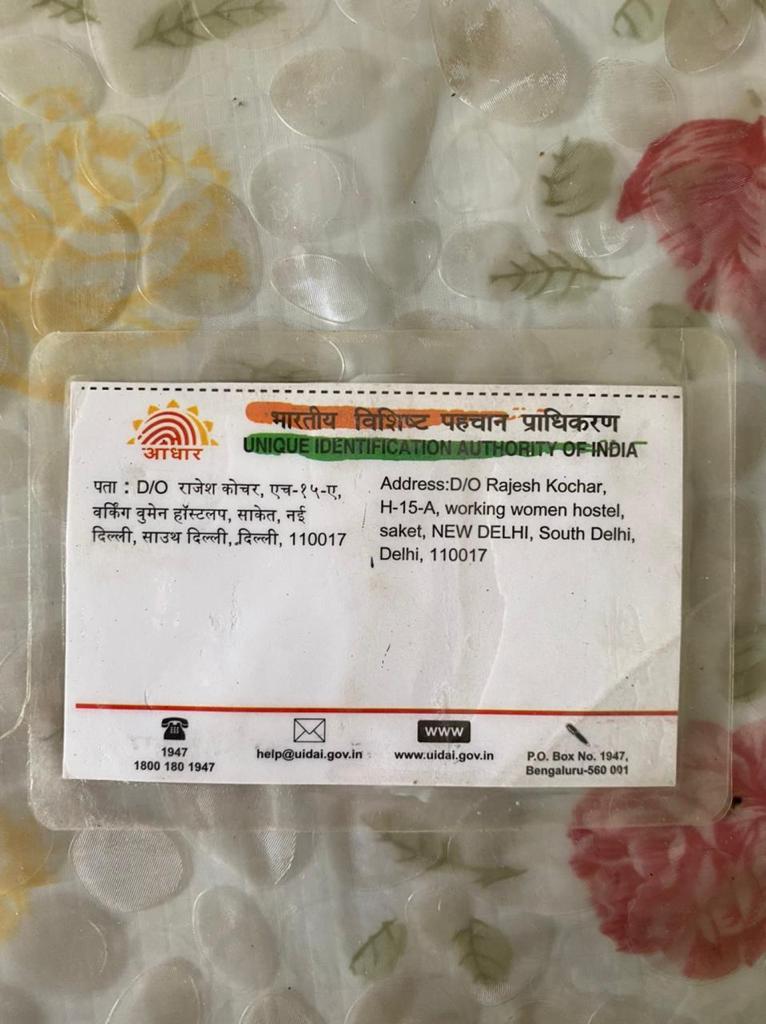 भारतीय विशिष्ट पहचान प्राधिकरण
UNIQUE IDENTIFICATION AUTHORITY OF INDIA
आधार
पता : D/O राजेश कोचर, एच-१५-ए,
वर्किंग वुमेन हॉस्टलप, साकेत, नई
दिल्ली, साउथ दिल्ली, दिल्ली, 110017
Address:D/O Rajesh Kochar,
H-15-A, working women hostel,
saket, NEW DELHI, South Delhi,
Delhi, 110017
1947
1800 180 1947
help@uidai.gov.in
www
www.uidai.gov.in
P.O. Box No. 1947,
Bengaluru-560 001